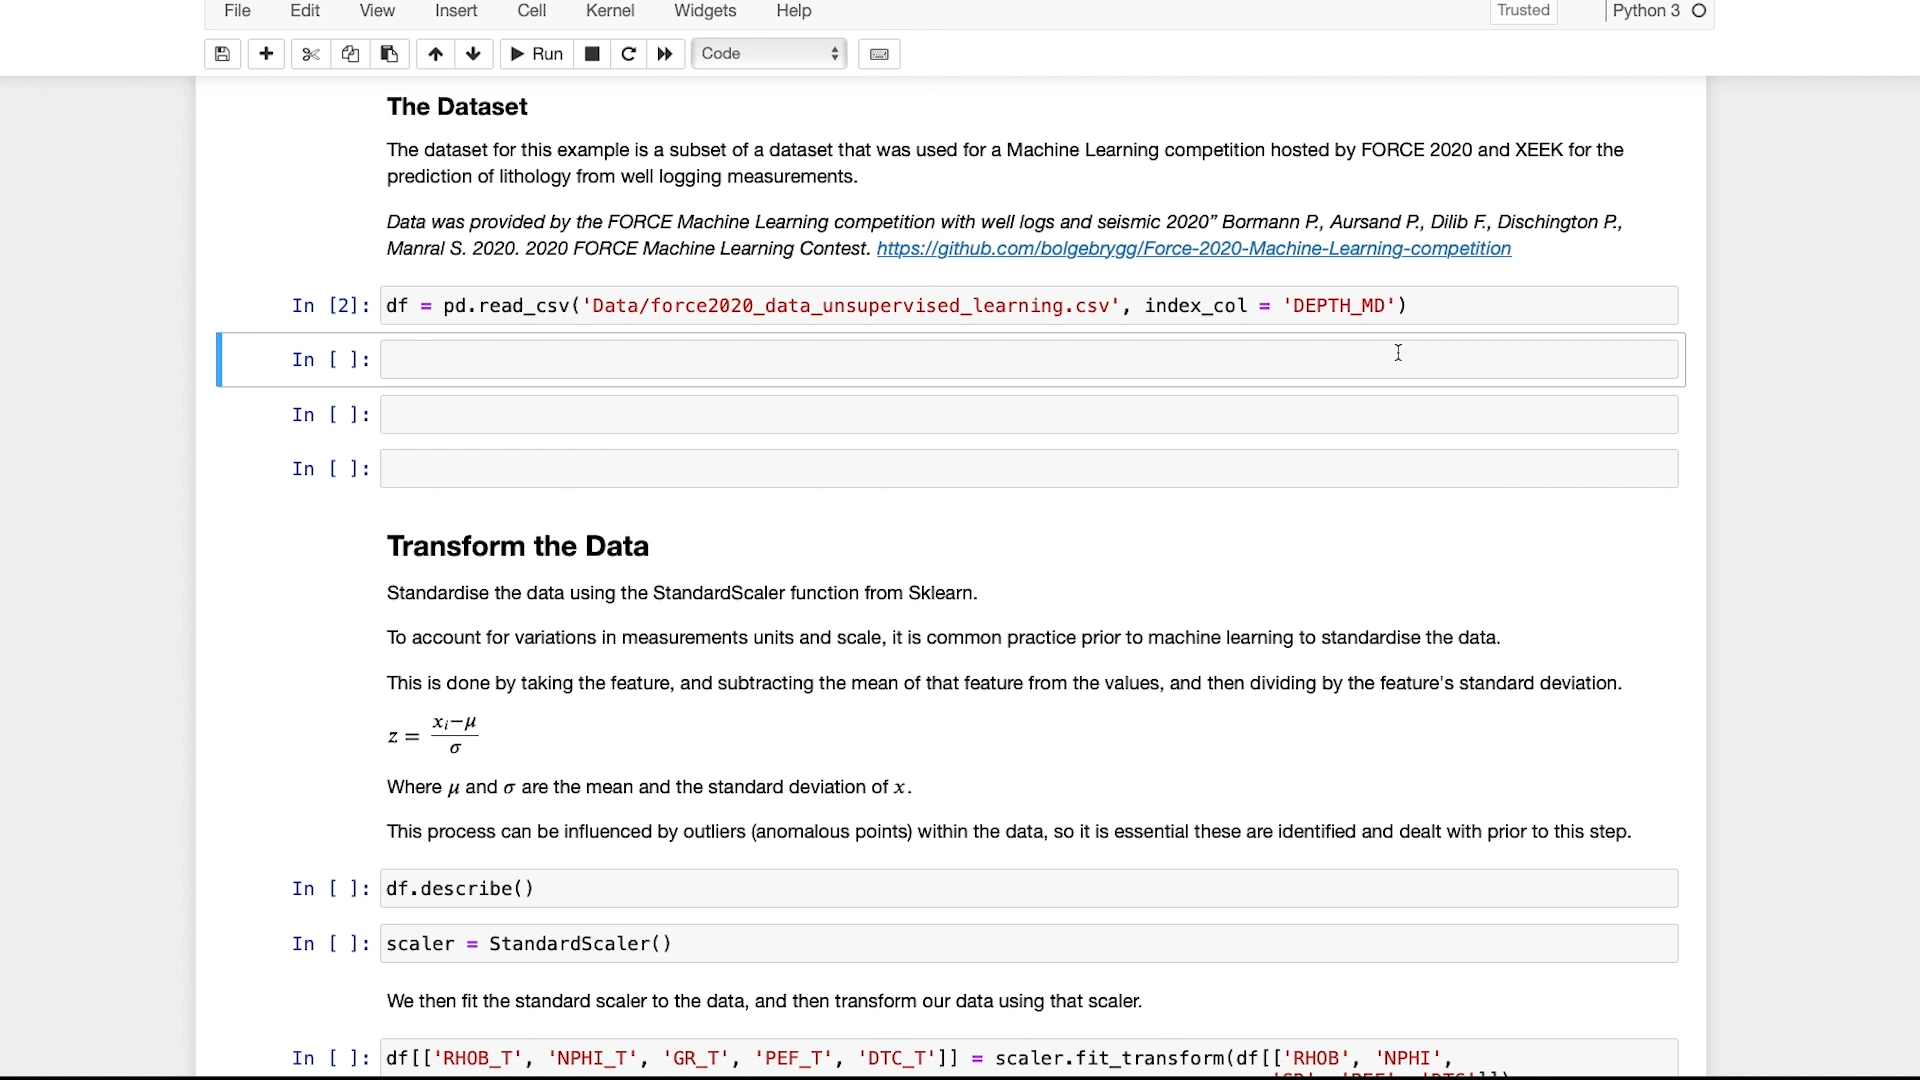 File Edit View Insert Cell Kernel Widgets Help Trusted Python 3
Run Code
The Dataset
The dataset for this example is a subset of a dataset that was used for a Machine Learning competition hosted by FORCE 2020 and XEEK for the
prediction of lithology from well logging measurements.
Data was provided by the FORCE Machine Learning competition with well logs and seismic 2020” Bormann P., Aursand P., Dilib F., Dischington P.,
Manral S. 2020. 2020 FORCE Machine Learning Contest. https://github.com/bolgebrygg/Force-2020-Machine-Learning-competition
In [2]: df = pd.read_csv('Data/force2020_data_unsupervised_learning.csv', index_col = 'DEPTH_MD')
In [ ]:
In [ ]:
In [ ]:
Transform the Data
Standardise the data using the StandardScaler function from Sklearn.
To account for variations in measurements units and scale, it is common practice prior to machine learning to standardise the data.
This is done by taking the feature, and subtracting the mean of that feature from the values, and then dividing by the feature's standard deviation.
z = xᵢ−μ
σ
Where μ and σ are the mean and the standard deviation of x.
This process can be influenced by outliers (anomalous points) within the data, so it is essential these are identified and dealt with prior to this step.
In [ ]: df.describe()
In [ ]: scaler = StandardScaler()
We then fit the standard scaler to the data, and then transform our data using that scaler.
In [ ]: df[['RHOB_T', 'NPHI_T', 'GR_T', 'PEF_T', 'DTC_T']] = scaler.fit_transform(df[['RHOB', 'NPHI',